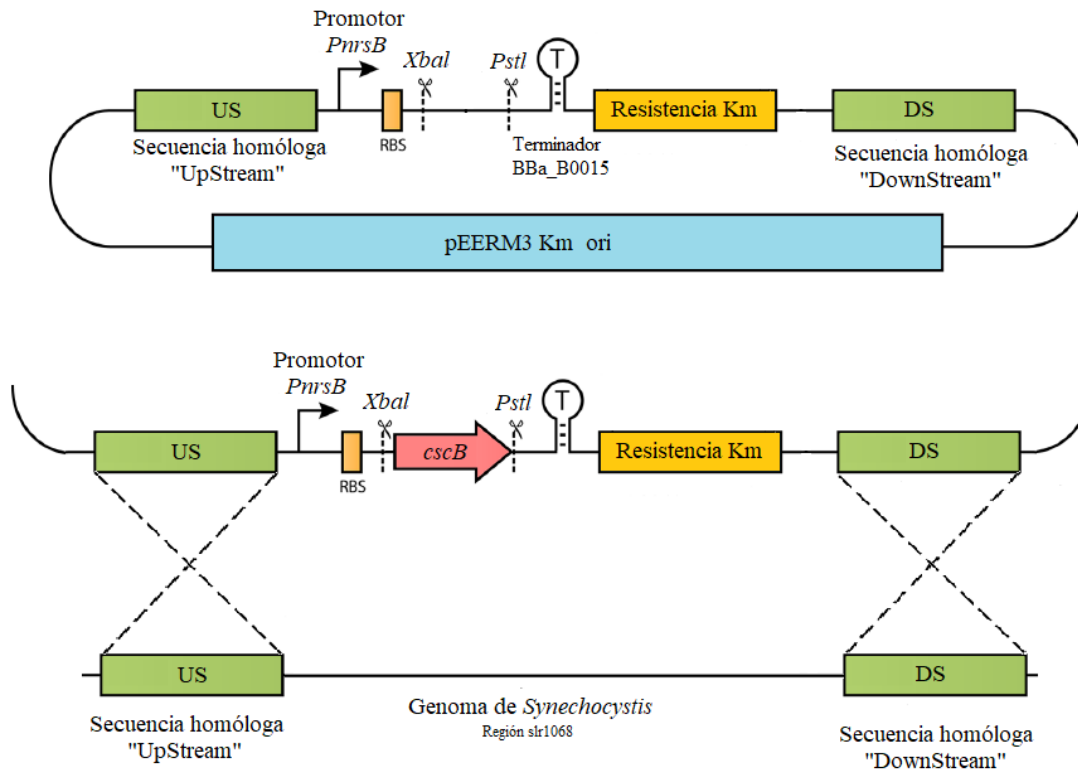 Promotor
PnrsB
XbaI
PstI
T
US
RBS
Resistencia Km
DS
Secuencia homóloga
"UpStream"
Terminador
BBa_B0015
Secuencia homóloga
"DownStream"
pEERM3 Km ori
Promotor
PnrsB
XbaI
PstI
T
US
RBS
cscB
Resistencia Km
DS
US
DS
Secuencia homóloga
"UpStream"
Genoma de Synechocystis
Región slr1068
Secuencia homóloga
"DownStream"